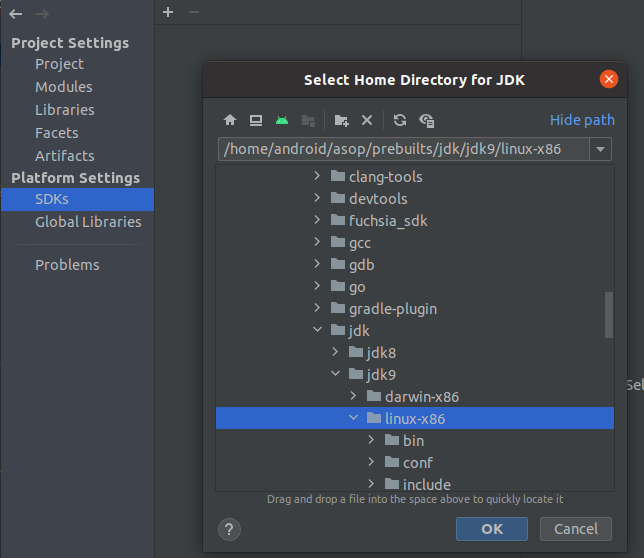 Project Settings
Project
Modules
Libraries
Facets
Artifacts
Platform Settings
SDKs
Global Libraries
Problems
Select Home Directory for JDK
Hide path
/home/android/asop/prebuilts/jdk/jdk9/linux-x86
clang-tools
devtools
fuchsia_sdk
gcc
gdb
go
gradle-plugin
jdk
jdk8
jdk9
darwin-x86
linux-x86
bin
conf
include
Drag and drop a file into the space above to quickly locate it
?
OK
Cancel
Sel